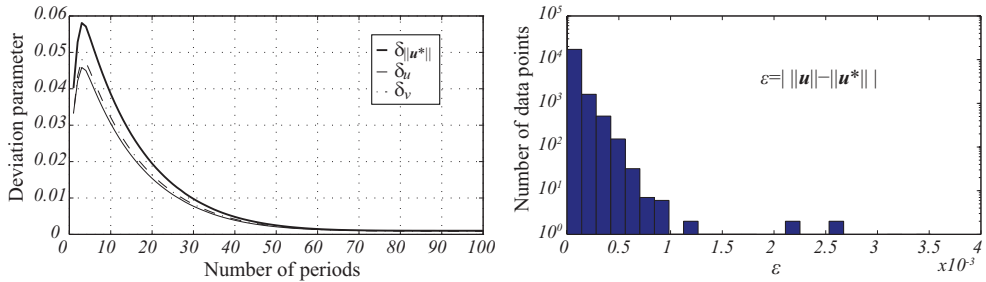 0.06
0.05
0.04
0.03
0.02
0.01
0
0 10 20 30 40 50 60 70 80 90 100
Deviation parameter
Number of periods
δ||u*||
δu
δv
10^5
10^4
10^3
10^2
10^1
10^0
0 0.5 1 1.5 2 2.5 3 3.5 4
x10^-3
Number of data points
ε
ε=| ||u||−||u*|| |